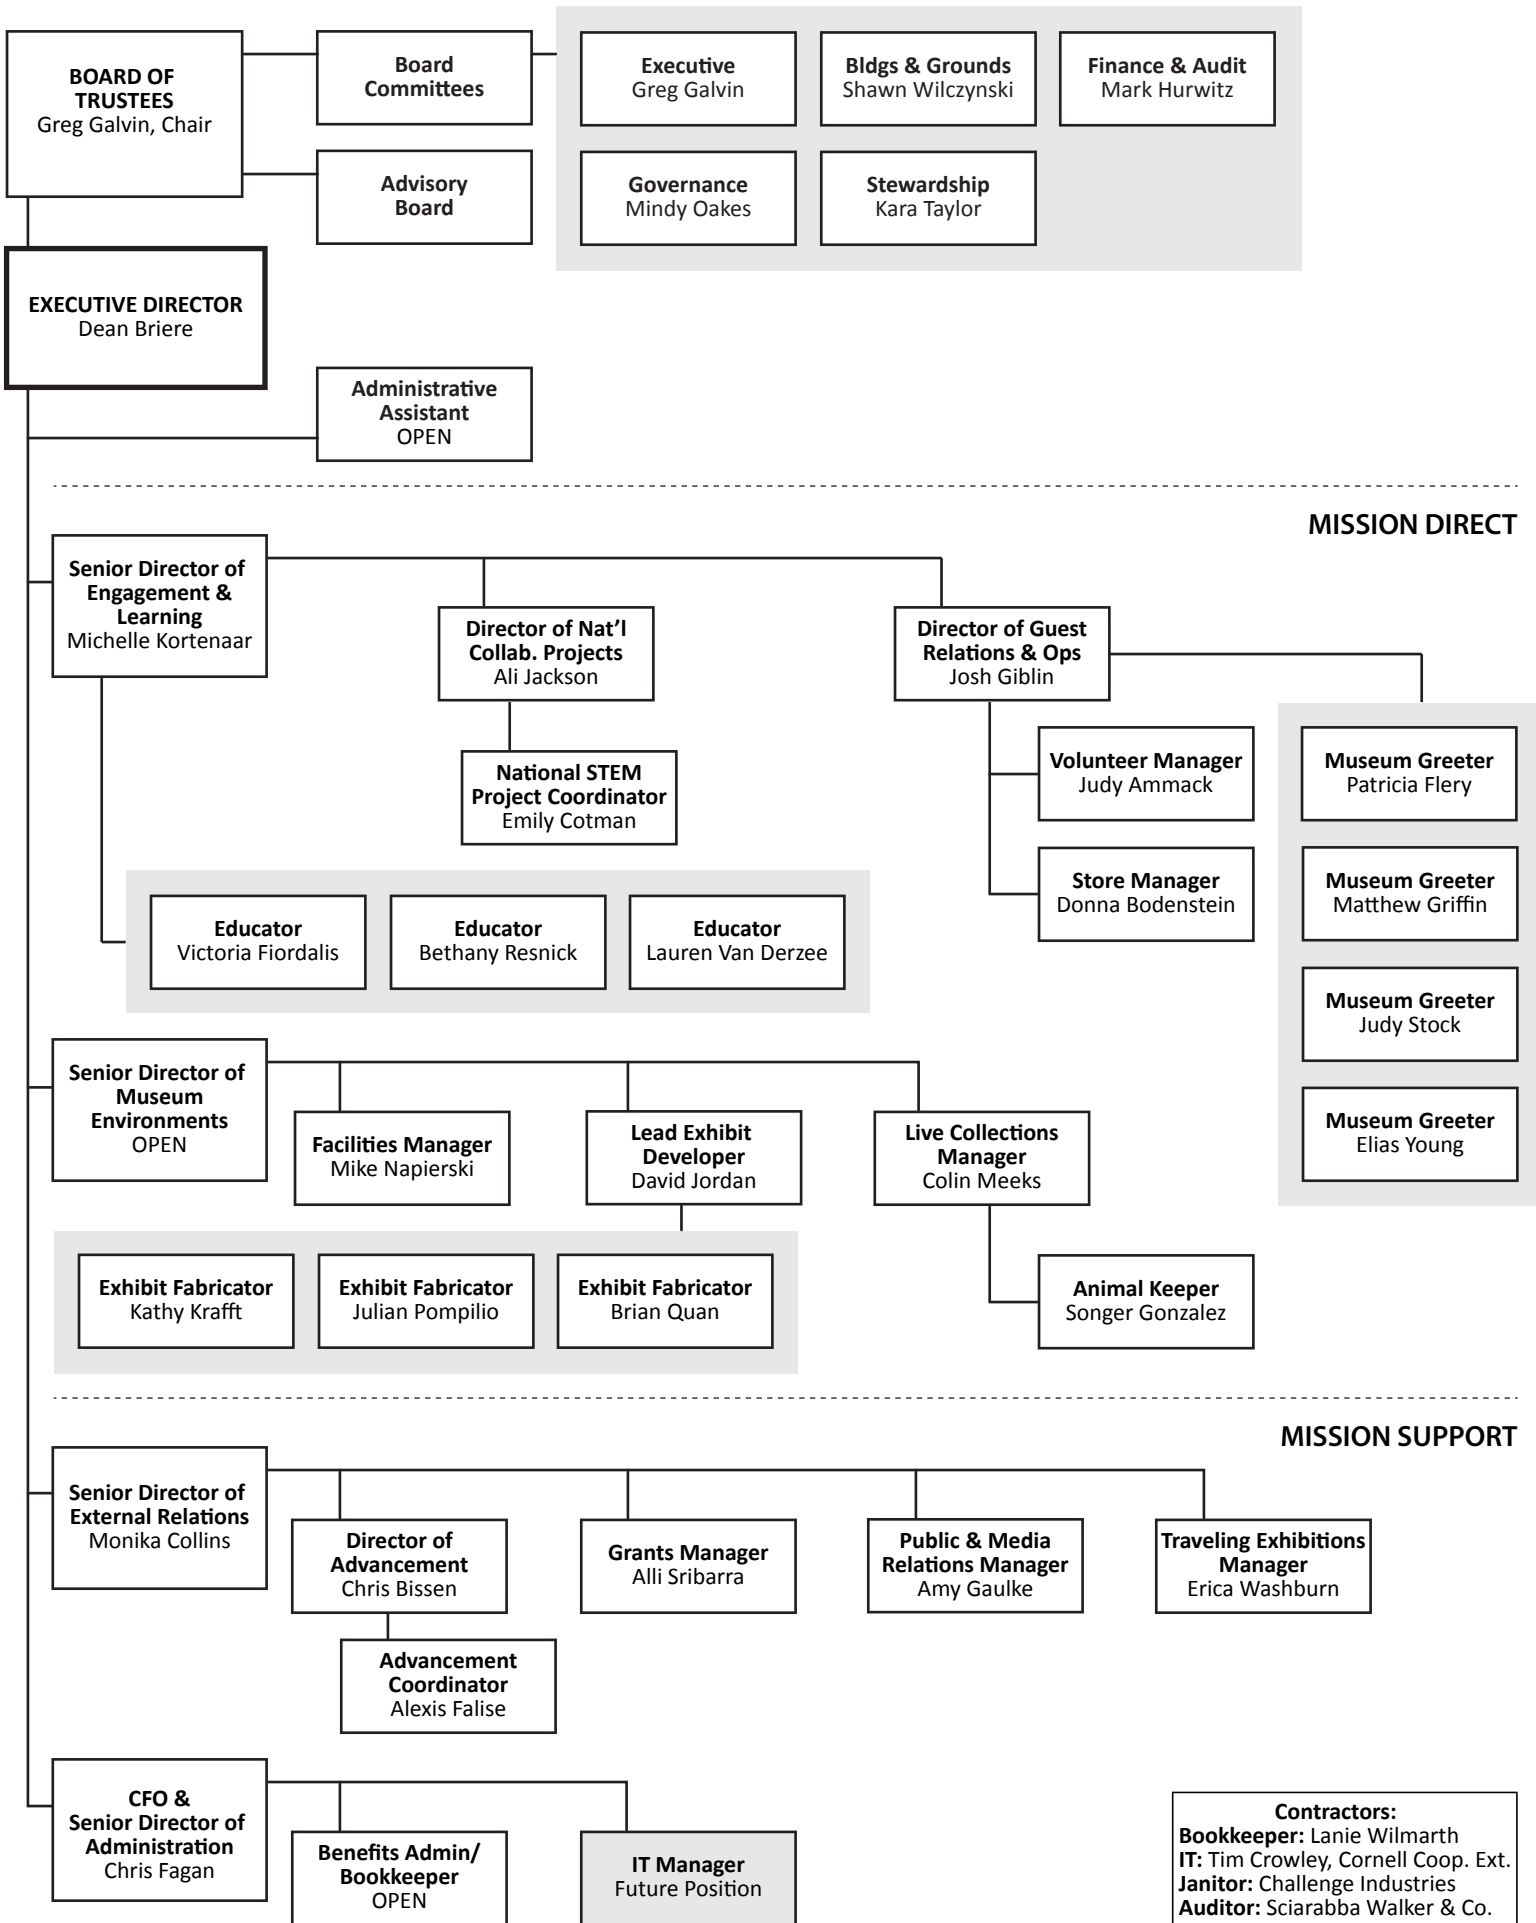 BOARD OF
TRUSTEES
Greg Galvin, Chair
Board
Committees
Executive
Greg Galvin
Bldgs & Grounds
Shawn Wilczynski
Finance & Audit
Mark Hurwitz
Advisory
Board
Governance
Mindy Oakes
Stewardship
Kara Taylor
EXECUTIVE DIRECTOR
Dean Briere
Administrative
Assistant
OPEN
MISSION DIRECT
Senior Director of
Engagement &
Learning
Michelle Kortenaar
Director of Nat'l
Collab. Projects
Ali Jackson
Director of Guest
Relations & Ops
Josh Giblin
National STEM
Project Coordinator
Emily Cotman
Volunteer Manager
Judy Ammack
Store Manager
Donna Bodenstein
Museum Greeter
Patricia Flery
Museum Greeter
Matthew Griffin
Museum Greeter
Judy Stock
Museum Greeter
Elias Young
Educator
Victoria Fiordalis
Educator
Bethany Resnick
Educator
Lauren Van Derzee
Senior Director of
Museum
Environments
OPEN
Facilities Manager
Mike Napierski
Lead Exhibit
Developer
David Jordan
Live Collections
Manager
Colin Meeks
Exhibit Fabricator
Kathy Krafft
Exhibit Fabricator
Julian Pompilio
Exhibit Fabricator
Brian Quan
Animal Keeper
Songer Gonzalez
MISSION SUPPORT
Senior Director of
External Relations
Monika Collins
Director of
Advancement
Chris Bissen
Grants Manager
Alli Sribarra
Public & Media
Relations Manager
Amy Gaulke
Traveling Exhibitions
Manager
Erica Washburn
Advancement
Coordinator
Alexis Falise
CFO &
Senior Director of
Administration
Chris Fagan
Benefits Admin/
Bookkeeper
OPEN
IT Manager
Future Position
Contractors:
Bookkeeper: Lanie Wilmarth
IT: Tim Crowley, Cornell Coop. Ext.
Janitor: Challenge Industries
Auditor: Sciarabba Walker & Co.